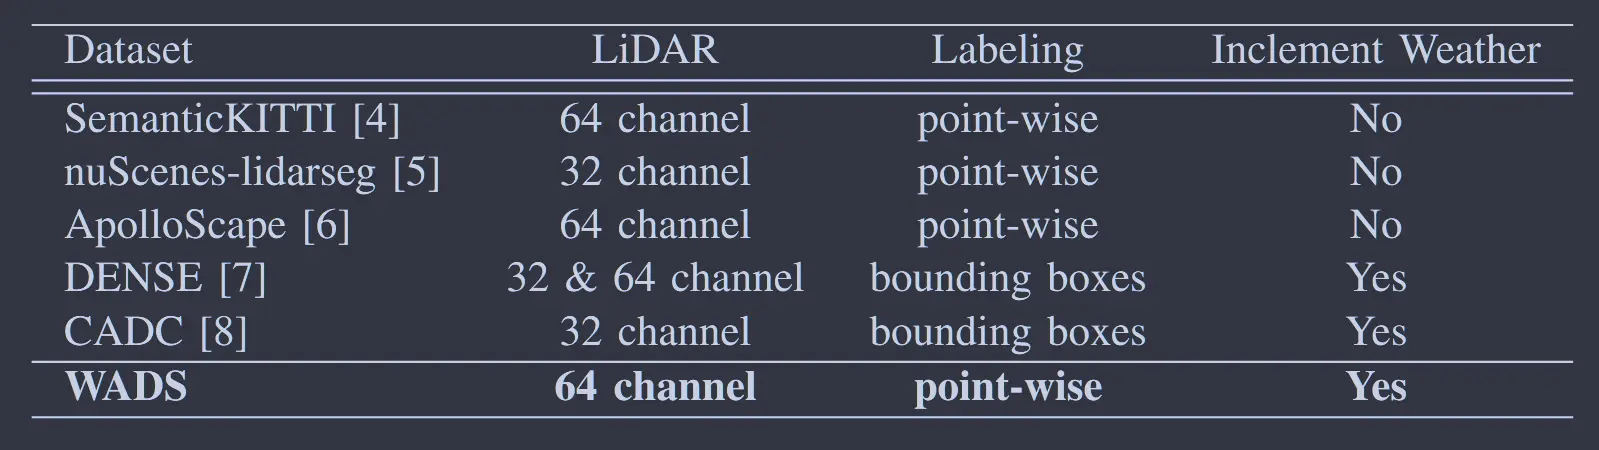 Dataset LiDAR Labeling Inclement Weather
SemanticKITTI [4] 64 channel point-wise No
nuScenes-lidarseg [5] 32 channel point-wise No
ApolloScape [6] 64 channel point-wise No
DENSE [7] 32 & 64 channel bounding boxes Yes
CADC [8] 32 channel bounding boxes Yes
WADS 64 channel point-wise Yes